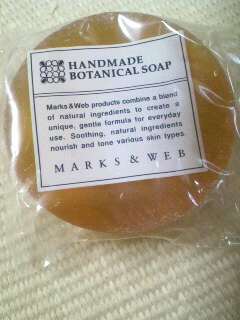 HANDMADE
BOTANICAL SOAP
Marks & Web products combine a blend
of natural ingredients to create a
unique, gentle formula for everyday
use. Soothing, natural ingredients
nourish and tone various skin types.
MARKS & WEB